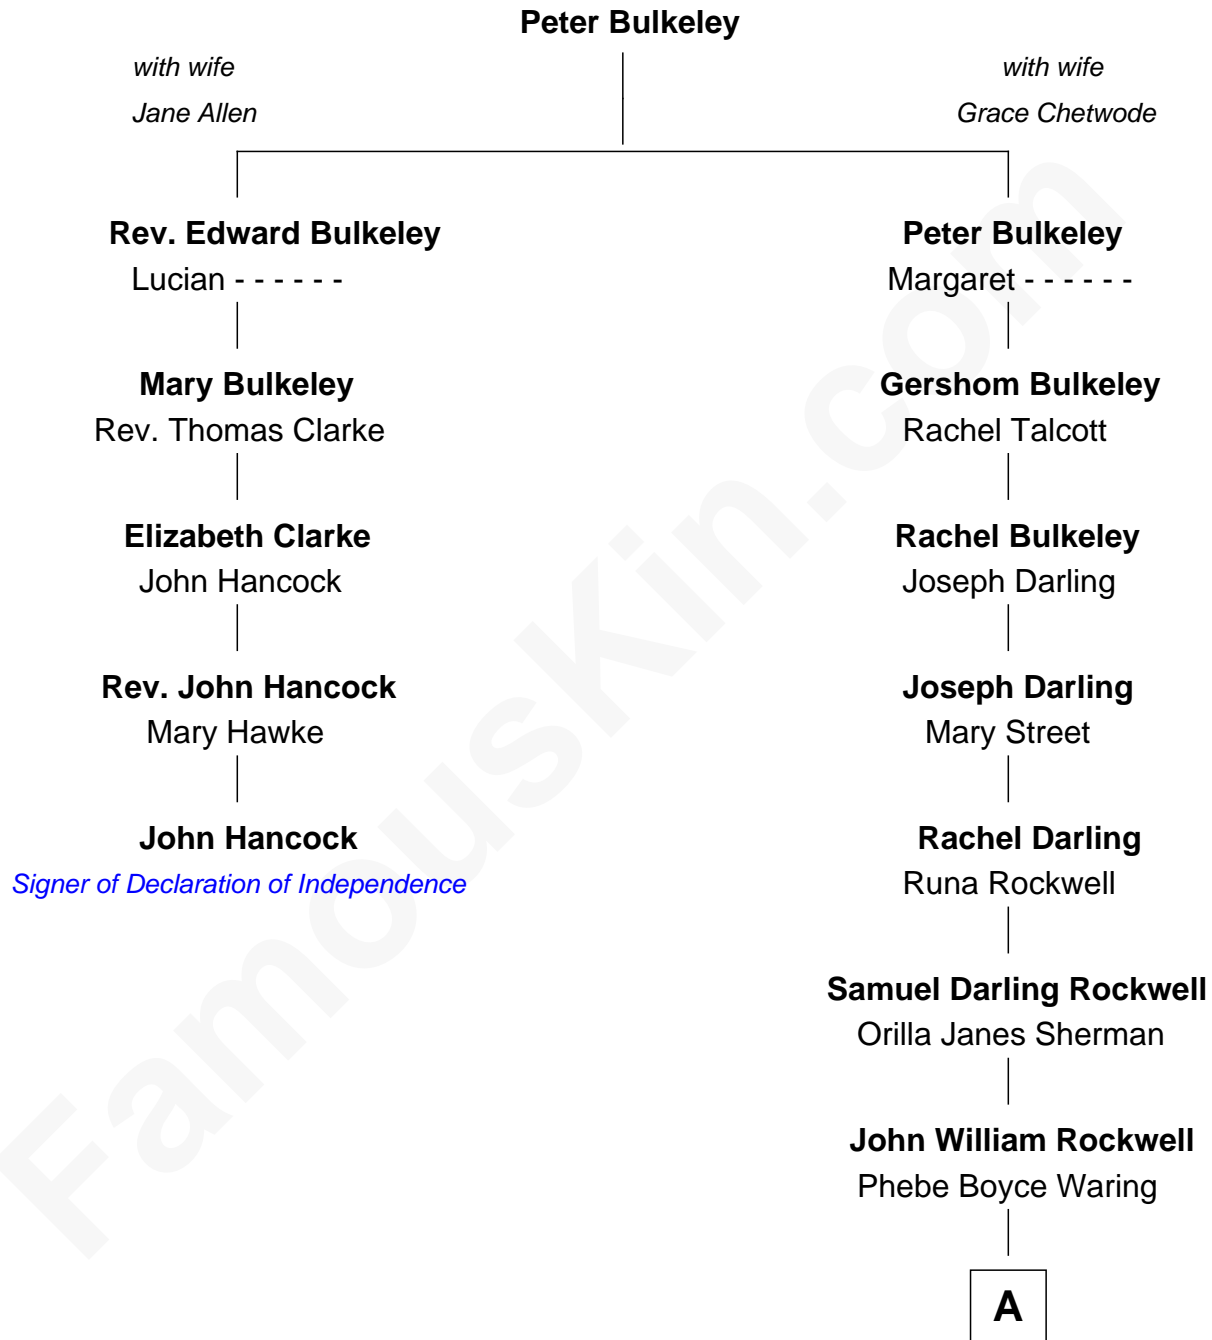 Peter Bulkeley
with wife
Jane Allen
with wife
Grace Chetwode
Rev. Edward Bulkeley
Lucian - - - - - -
Mary Bulkeley
Rev. Thomas Clarke
Elizabeth Clarke
John Hancock
Rev. John Hancock
Mary Hawke
John Hancock
Signer of Declaration of Independence
Peter Bulkeley
Margaret - - - - - -
Gershom Bulkeley
Rachel Talcott
Rachel Bulkeley
Joseph Darling
Joseph Darling
Mary Street
Rachel Darling
Runa Rockwell
Samuel Darling Rockwell
Orilla Janes Sherman
John William Rockwell
Phebe Boyce Waring
A
FamousKin.com